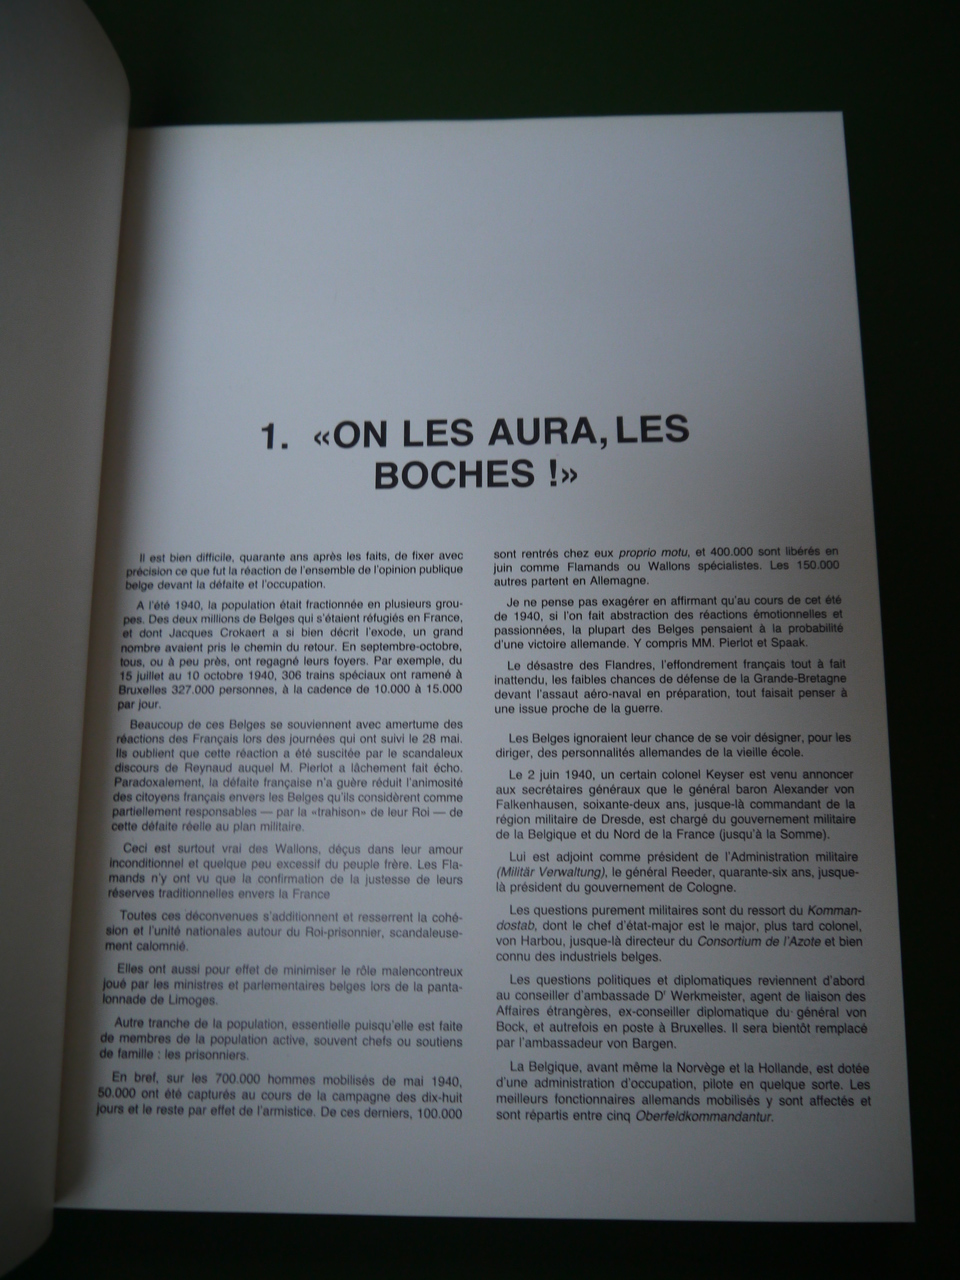 1. «ON LES AURA, LES
BOCHES !»
Il est bien difficile, quarante ans après les faits, de fixer avec
précision ce que fut la réaction de l'ensemble de l'opinion publique
belge devant la défaite et l'occupation.
A l'été 1940, la population était fractionnée en plusieurs grou-
pes. Des deux millions de Belges qui s'étaient réfugiés en France,
et dont Jacques Crokaert a si bien décrit l'exode, un grand
nombre avaient pris le chemin du retour. En septembre-octobre,
tous, ou à peu près, ont regagné leurs foyers. Par exemple, du
15 juillet au 10 octobre 1940, 306 trains spéciaux ont ramené à
Bruxelles 327.000 personnes, à la cadence de 10.000 à 15.000
par jour.
Beaucoup de ces Belges se souviennent avec amertume des
réactions des Français lors des journées qui ont suivi le 28 mai.
Ils oublient que cette réaction a été suscitée par le scandaleux
discours de Reynaud auquel M. Pierlot a lâchement fait écho.
Paradoxalement, la défaite française n'a guère réduit l'animosité
des citoyens français envers les Belges qu'ils considèrent comme
partiellement responsables — par la «trahison» de leur Roi — de
cette défaite réelle au plan militaire.
Ceci est surtout vrai des Wallons, déçus dans leur amour
inconditionnel et quelque peu excessif du peuple frère. Les Fla-
mands n'y ont vu que la confirmation de la justesse de leurs
réserves traditionnelles envers la France
Toutes ces déconvenues s'additionnent et resserrent la cohé-
sion et l'unité nationales autour du Roi-prisonnier, scandaleuse-
ment calomnié.
Elles ont aussi pour effet de minimiser le rôle malencontreux
joué par les ministres et parlementaires belges lors de la panta-
lonnade de Limoges.
Autre tranche de la population, essentielle puisqu'elle est faite
de membres de la population active, souvent chefs ou soutiens
de famille : les prisonniers.
En bref, sur les 700.000 hommes mobilisés de mai 1940,
50.000 ont été capturés au cours de la campagne des dix-huit
jours et le reste par effet de l'armistice. De ces derniers, 100.000
sont rentrés chez eux proprio motu, et 400.000 sont libérés en
juin comme Flamands ou Wallons spécialistes. Les 150.000
autres partent en Allemagne.
Je ne pense pas exagérer en affirmant qu'au cours de cet été
de 1940, si l'on fait abstraction des réactions émotionnelles et
passionnées, la plupart des Belges pensaient à la probabilité
d'une victoire allemande. Y compris MM. Pierlot et Spaak.
Le désastre des Flandres, l'effondrement français tout à fait
inattendu, les faibles chances de défense de la Grande-Bretagne
devant l'assaut aéro-naval en préparation, tout faisait penser à
une issue proche de la guerre.
Les Belges ignoraient leur chance de se voir désigner, pour les
diriger, des personnalités allemandes de la vieille école.
Le 2 juin 1940, un certain colonel Keyser est venu annoncer
aux secrétaires généraux que le général baron Alexander von
Falkenhausen, soixante-deux ans, jusque-là commandant de la
région militaire de Dresde, est chargé du gouvernement militaire
de la Belgique et du Nord de la France (jusqu'à la Somme).
Lui est adjoint comme président de l'Administration militaire
(Militär Verwaltung), le général Reeder, quarante-six ans, jusque-
là président du gouvernement de Cologne.
Les questions purement militaires sont du ressort du Komman-
dostab, dont le chef d'état-major est le major, plus tard colonel,
von Harbou, jusque-là directeur du Consortium de l'Azote et bien
connu des industriels belges.
Les questions politiques et diplomatiques reviennent d'abord
au conseiller d'ambassade Dr Werkmeister, agent de liaison des
Affaires étrangères, ex-conseiller diplomatique du général von
Bock, et autrefois en poste à Bruxelles. Il sera bientôt remplacé
par l'ambassadeur von Bargen.
La Belgique, avant même la Norvège et la Hollande, est dotée
d'une administration d'occupation, pilote en quelque sorte. Les
meilleurs fonctionnaires allemands mobilisés y sont affectés et
sont répartis entre cinq Oberfeldkommandantur.